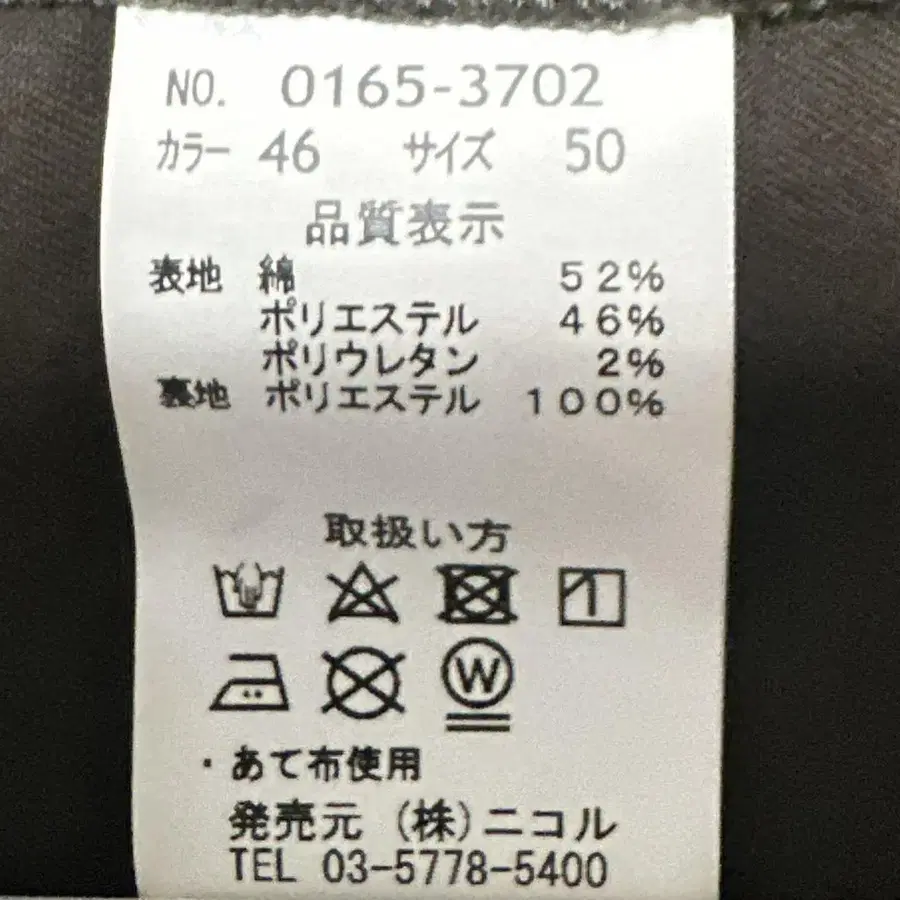 NO. 0165-3702
カラー 46 サイズ 50
品質表示
表地 綿 52%
ポリエステル 46%
ポリウレタン 2%
裏地 ポリエステル 100%
取扱い方
W
・あて布使用
発売元 (株)ニコル
TEL 03-5778-5400